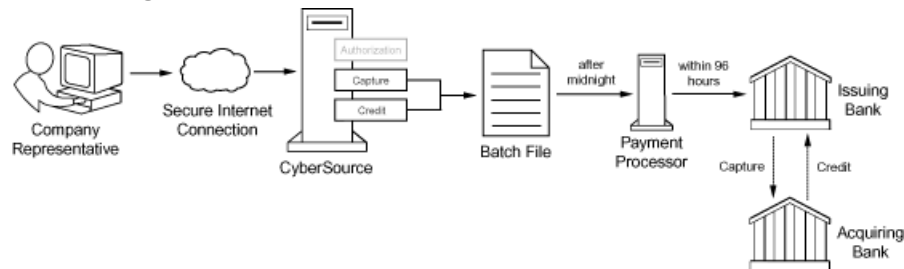 Company
Representative
Secure Internet
Connection
Authorization
Capture
Credit
CyberSource
Batch File
after
midnight
Payment
Processor
within 96
hours
Issuing
Bank
Capture
Credit
Acquiring
Bank